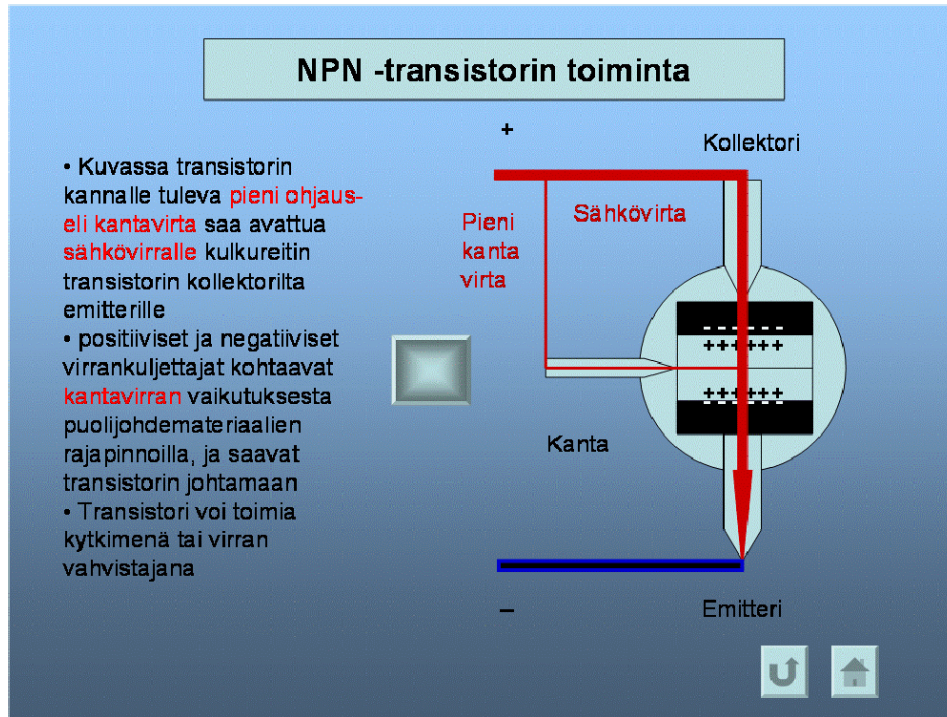 NPN -transistorin toiminta
• Kuvassa transistorin
kannalle tuleva pieni ohjaus-
eli kantavirta saa avattua
sähkövirralle kulkureitin
transistorin kollektorilta
emitterille
• positiiviset ja negatiiviset
virrankuljettajat kohtaavat
kantavirran vaikutuksesta
puolijohdemateriaalien
rajapinnoilla, ja saavat
transistorin johtamaan
• Transistori voi toimia
kytkimenä tai virran
vahvistajana
+
Kollektori
Sähkövirta
Pieni
kanta
virta
– – – – – –
++++++
++++++
– – – – – –
Kanta
–
Emitteri